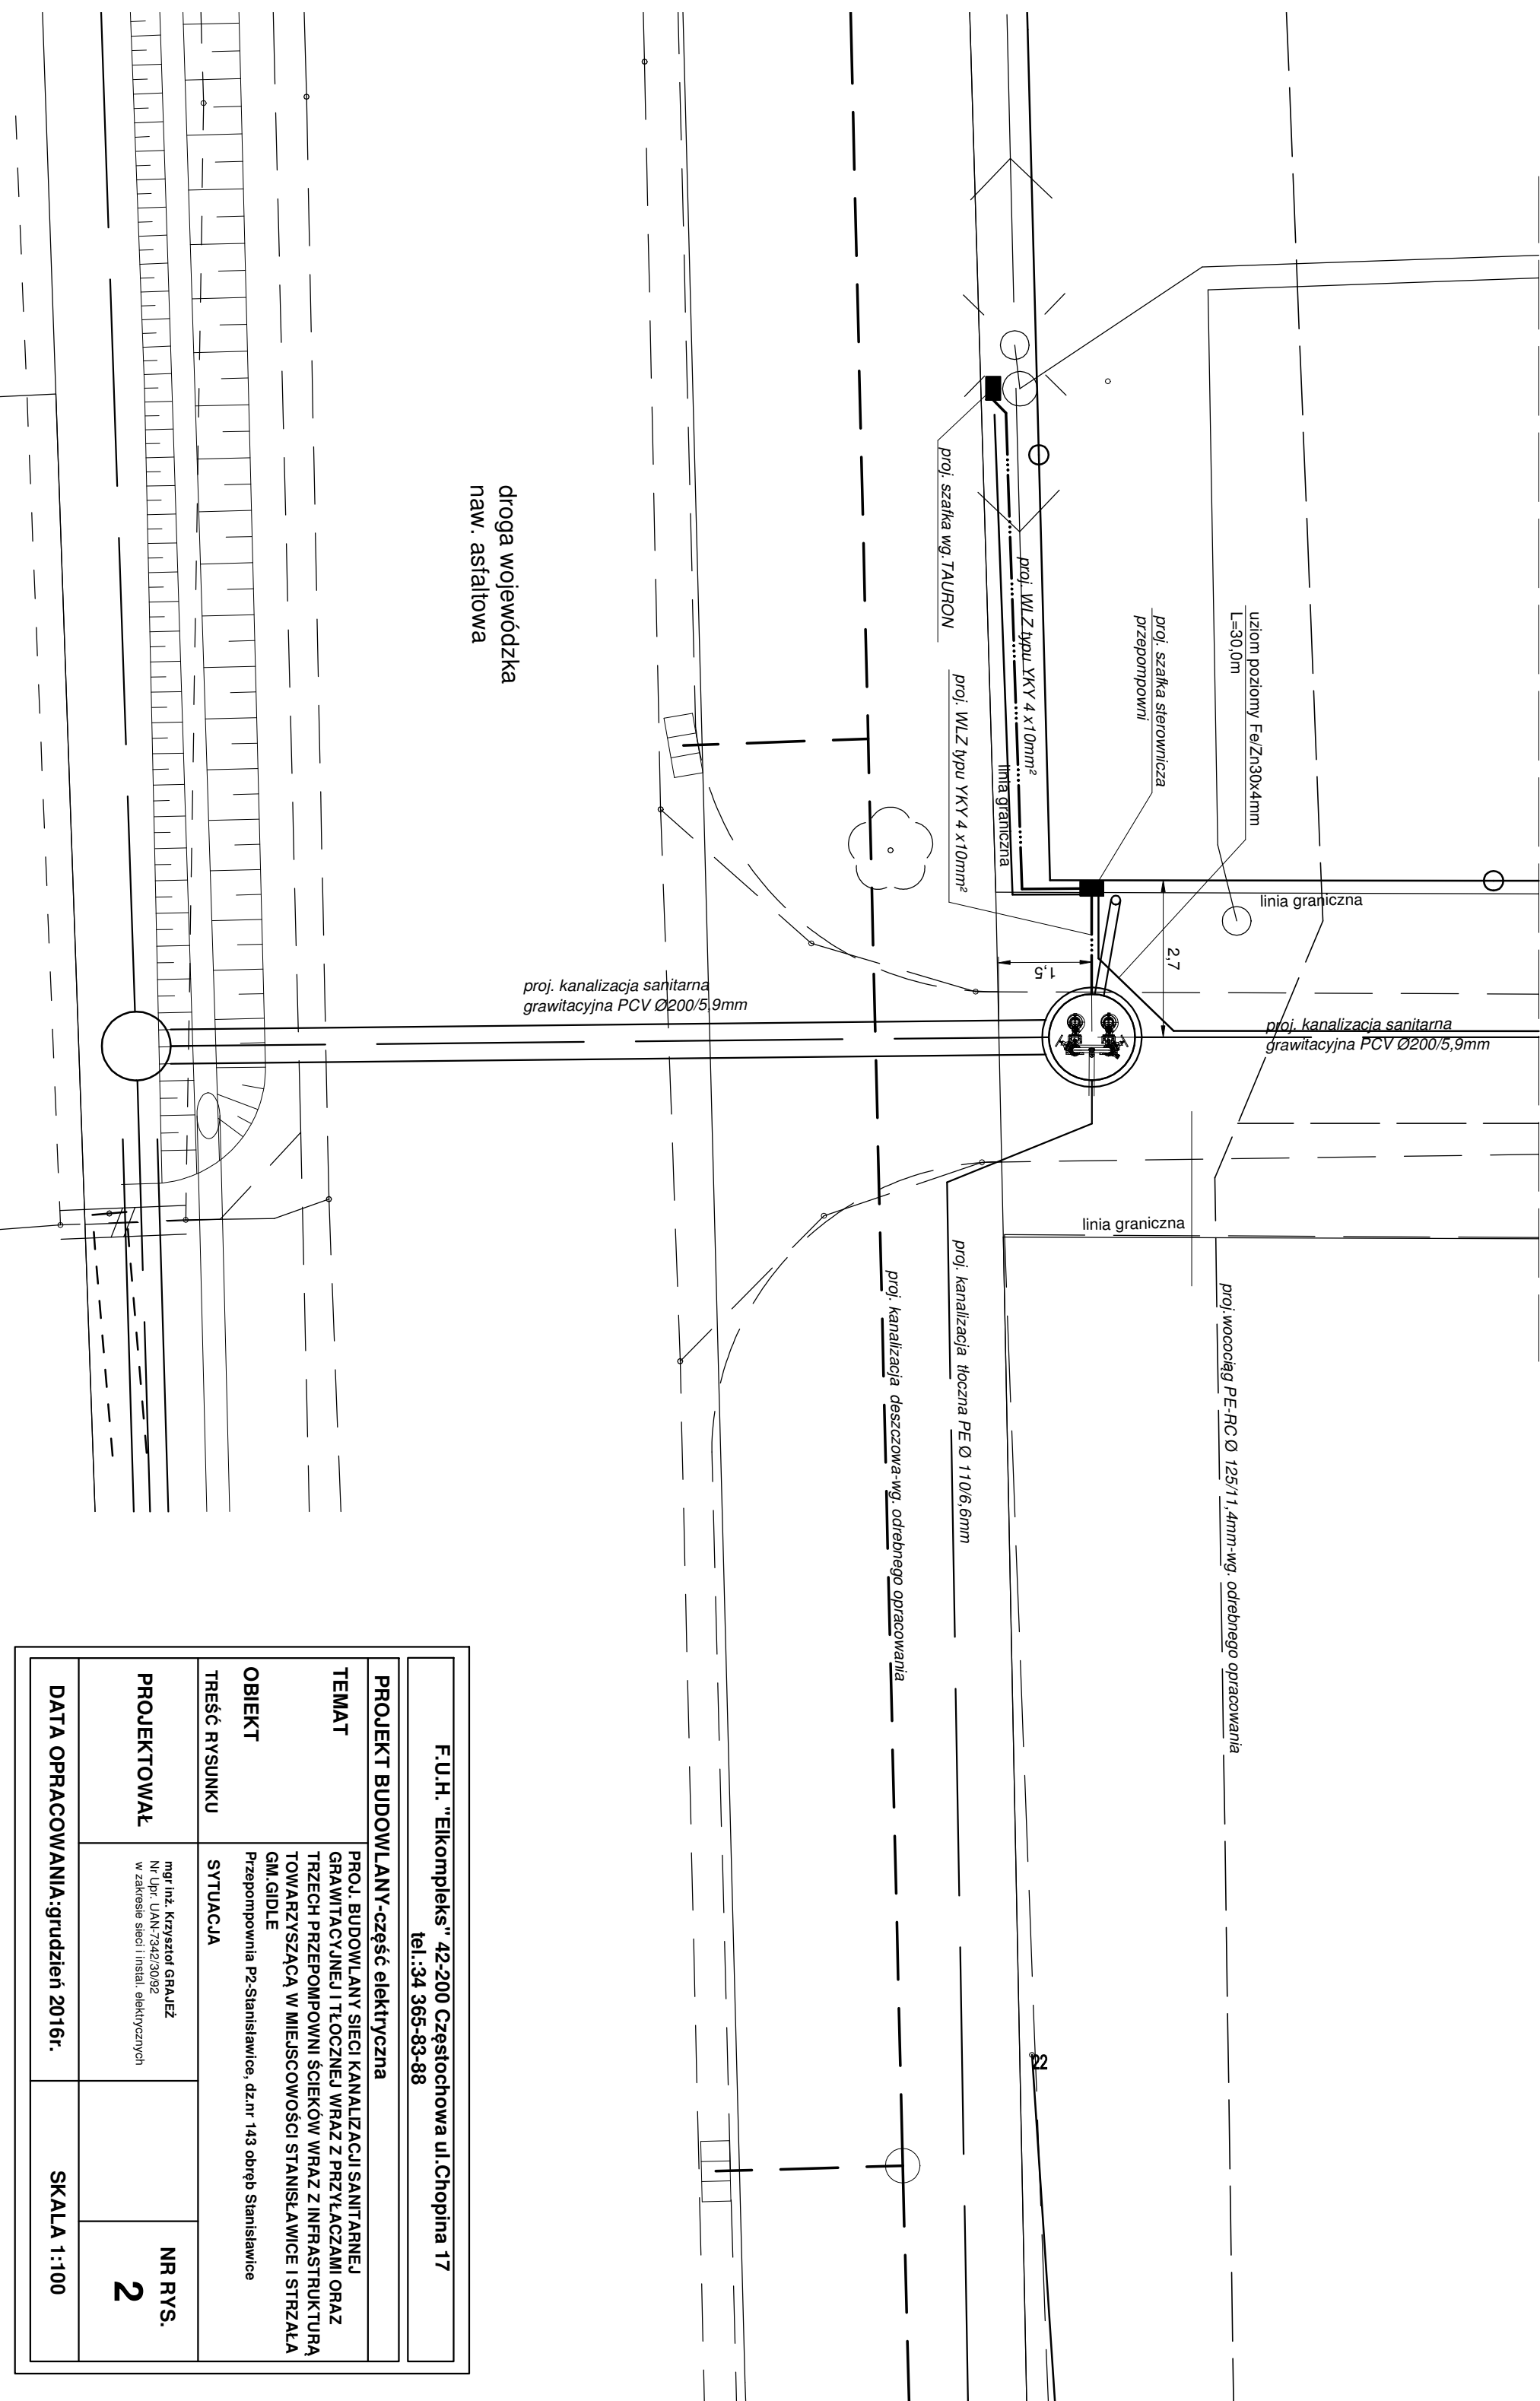 droga wojewódzka
naw. asfaltowa
proj. szafka wg.TAURON
proj. WLZ typu YKY 4 x10mm²
proj. WLZ typu YKY 4 x10mm²
linia graniczna
proj. szafka sterownicza
przepompowni
uziom poziomy Fe/Zn30x4mm
L=30,0m
linia graniczna
2,7
1,5
proj. kanalizacja sanitarna
grawitacyjna PCV Ø200/5,9mm
proj. kanalizacja sanitarna
grawitacyjna PCV Ø200/5,9mm
linia graniczna
proj. kanalizacja deszczowa-wg. odrebnego opracowania
proj. kanalizacja tłoczna PE Ø 110/6,6mm
proj.wocociąg PE-RC Ø 125/11,4mm-wg. odrebnego opracowania
22
F.U.H. "Elkompleks" 42-200 Częstochowa ul.Chopina 17
tel.:34 365-83-88
PROJEKT BUDOWLANY-część elektryczna
TEMAT
PROJ. BUDOWLANY SIECI KANALIZACJI SANITARNEJ
GRAWITACYJNEJ I TŁOCZNEJ WRAZ Z PRZYŁĄCZAMI ORAZ
TRZECH PRZEPOMPOWNI ŚCIEKÓW WRAZ Z INFRASTRUKTURĄ
TOWARZYSZĄCĄ W MIEJSCOWOŚCI STANISŁAWICE I STRZAŁA
GM.GIDLE
OBIEKT
Przepompownia P2-Stanisławice, dz.nr 143 obręb Stanisławice
TREŚĆ RYSUNKU
SYTUACJA
PROJEKTOWAŁ
mgr inż. Krzysztof GRAJEŻ
Nr Upr. UAN-7342/30/92
w zakresie sieci i instal. elektrycznych
NR RYS.
2
DATA OPRACOWANIA:grudzień 2016r.
SKALA 1:100